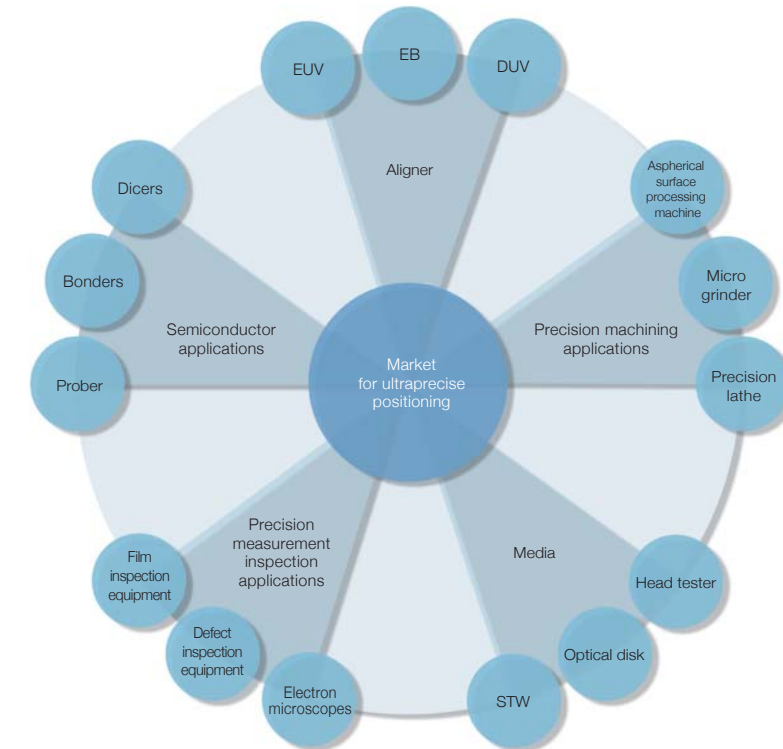 EUV
EB
DUV
Aligner
Dicers
Bonders
Prober
Semiconductor
applications
Aspherical
surface
processing
machine
Micro
grinder
Precision
lathe
Precision machining
applications
Market
for ultraprecise
positioning
Precision
measurement
inspection
applications
Film
inspection
equipment
Defect
inspection
equipment
Electron
microscopes
Media
Head tester
Optical disk
STW